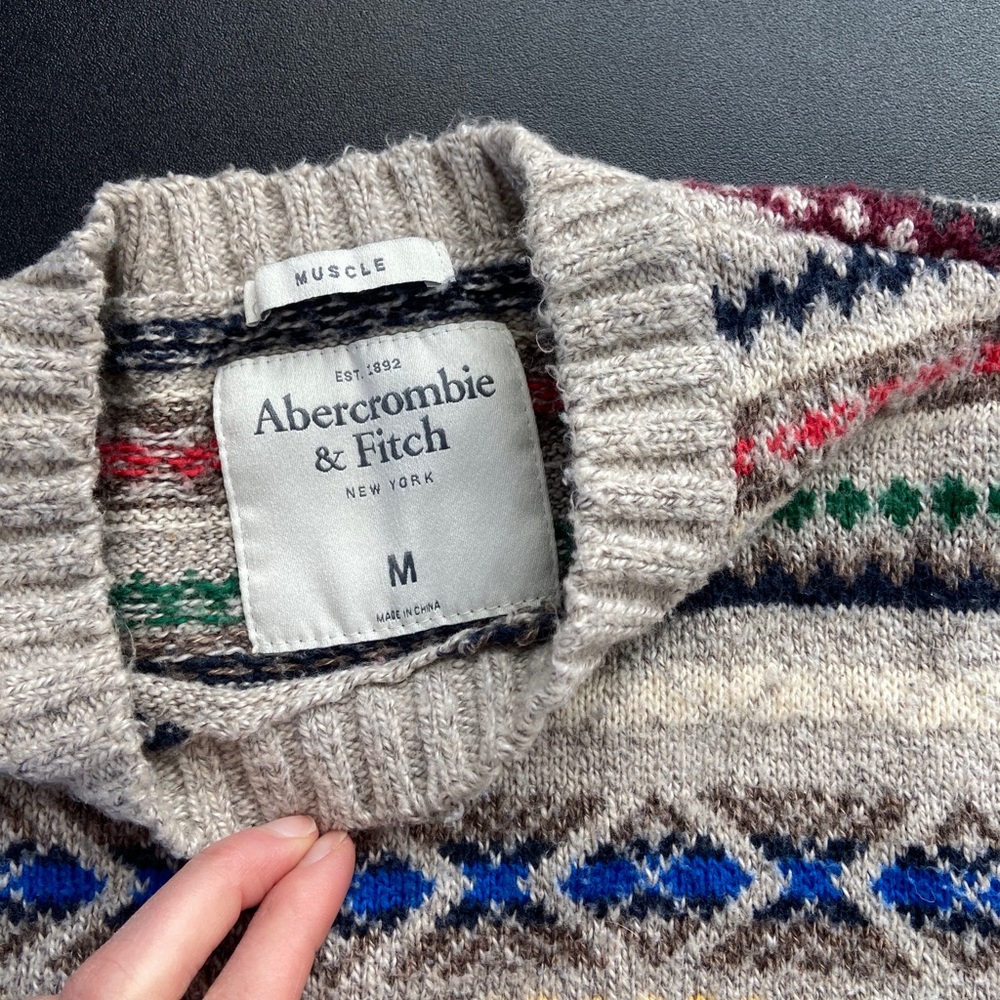 MUSCLE
EST. 1892
Abercrombie
& Fitch
NEW YORK
M
MADE IN CHINA